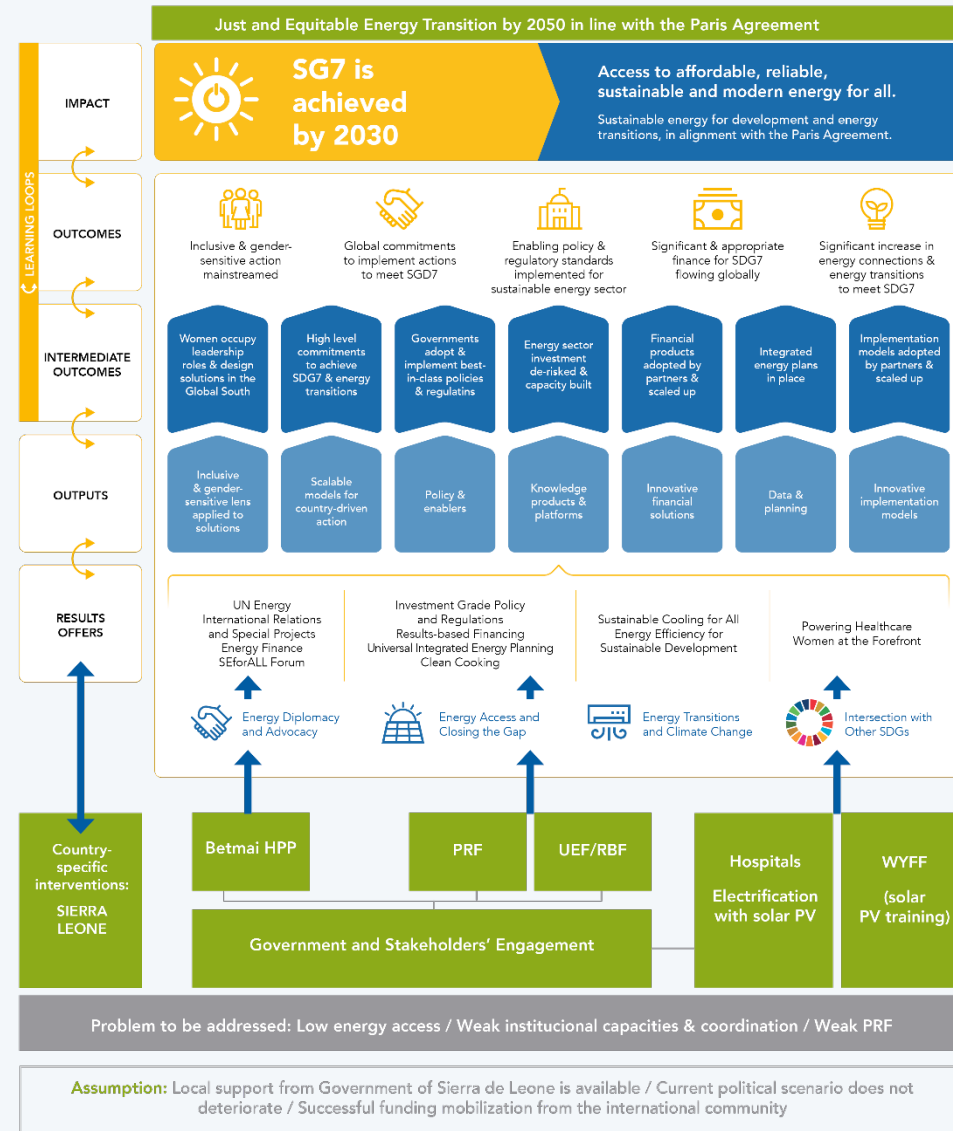 Just and Equitable Energy Transition by 2050 in line with the Paris Agreement
LEARNING LOOPS
IMPACT
SG7 is
achieved
by 2030
Access to affordable, reliable,
sustainable and modern energy for all.
Sustainable energy for development and energy
transitions, in alignment with the Paris Agreement.
OUTCOMES
Inclusive & gender-
sensitive action
mainstreamed
Global commitments
to implement actions
to meet SGD7
Enabling policy &
regulatory standards
implemented for
sustainable energy sector
Significant & appropriate
finance for SDG7
flowing globally
Significant increase in
energy connections &
energy transitions
to meet SDG7
INTERMEDIATE
OUTCOMES
Women occupy
leadership
roles & design
solutions in the
Global South
High level
commitments
to achieve
SDG7 & energy
transitions
Governments
adopt &
implement best-
in-class policies
& regulatins
Energy sector
investment
de-risked &
capacity built
Financial
products
adopted by
partners &
scaled up
Integrated
energy plans
in place
Implementation
models adopted
by partners &
scaled up
OUTPUTS
Inclusive
& gender-
sensitive lens
applied to
solutions
Scalable
models for
country-driven
action
Policy &
enablers
Knowledge
products &
platforms
Innovative
financial
solutions
Data &
planning
Innovative
implementation
models
RESULTS
OFFERS
UN Energy
International Relations
and Special Projects
Energy Finance
SEforALL Forum
Investment Grade Policy
and Regulations
Results-based Financing
Universal Integrated Energy Planning
Clean Cooking
Sustainable Cooling for All
Energy Efficiency for
Sustainable Development
Powering Healthcare
Women at the Forefront
Energy Diplomacy
and Advocacy
Energy Access and
Closing the Gap
Energy Transitions
and Climate Change
Intersection with
Other SDGs
Country-
specific
interventions:
SIERRA
LEONE
Betmai HPP
PRF
UEF/RBF
Hospitals
Electrification
with solar PV
WYFF
(solar
PV training)
Government and Stakeholders' Engagement
Problem to be addressed: Low energy access / Weak institucional capacities & coordination / Weak PRF
Assumption: Local support from Government of Sierra de Leone is available / Current political scenario does not
deteriorate / Successful funding mobilization from the international community